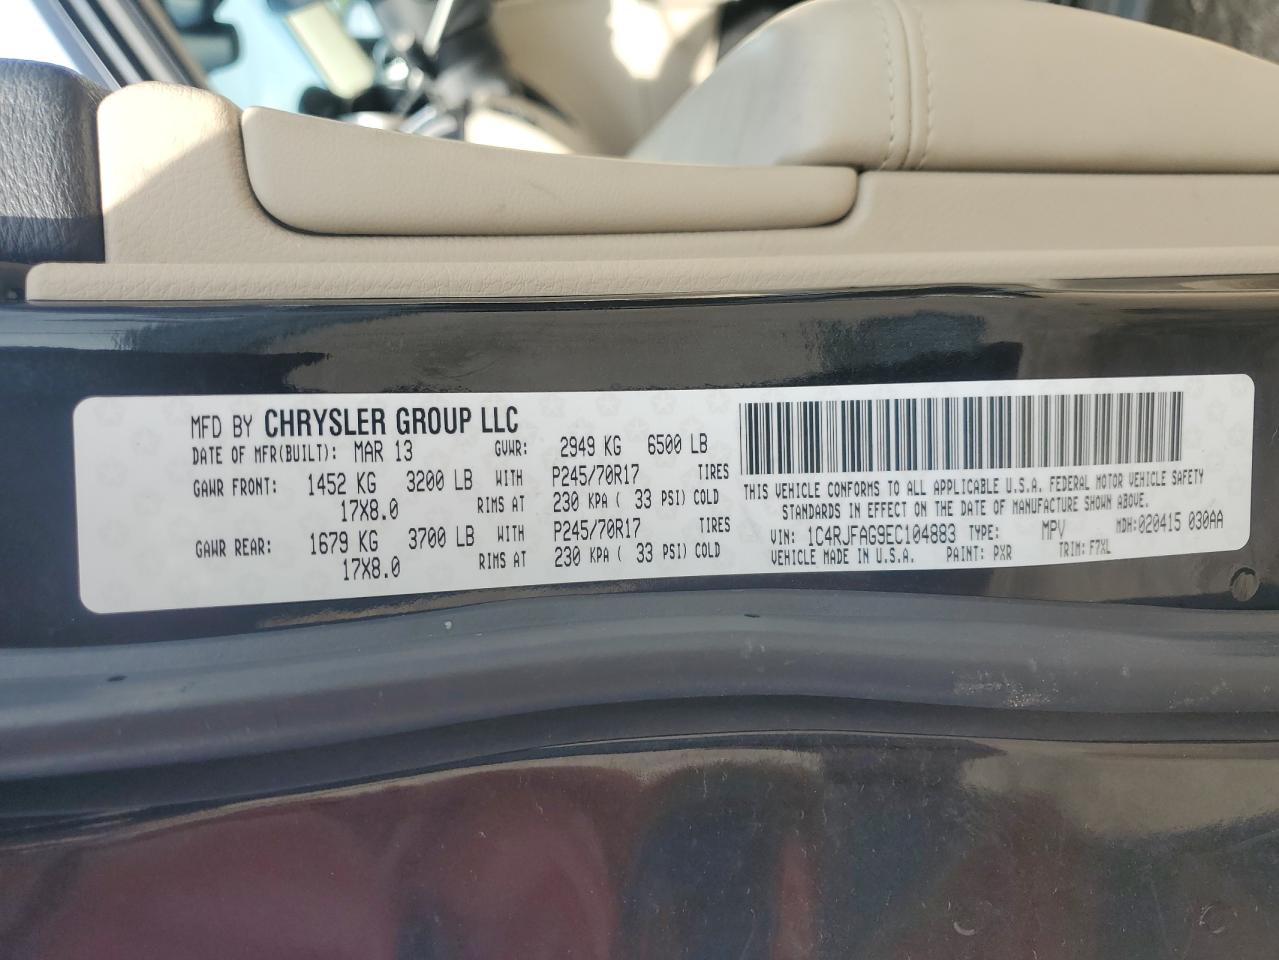 MFD BY CHRYSLER GROUP LLC
DATE OF MFR(BUILT): MAR 13 GVWR: 2949 KG 6500 LB
GAWR FRONT: 1452 KG 3200 LB WITH P245/70R17 TIRES
17X8.0 RIMS AT 230 KPA ( 33 PSI) COLD
GAWR REAR: 1679 KG 3700 LB WITH P245/70R17 TIRES
17X8.0 RIMS AT 230 KPA ( 33 PSI) COLD
THIS VEHICLE CONFORMS TO ALL APPLICABLE U.S.A. FEDERAL MOTOR VEHICLE SAFETY
STANDARDS IN EFFECT ON THE DATE OF MANUFACTURE SHOWN ABOVE.
VIN: 1C4RJFAG9EC104883 TYPE: MPV MDH:020415 030AA
VEHICLE MADE IN U.S.A. PAINT: PXR TRIM: F7XL